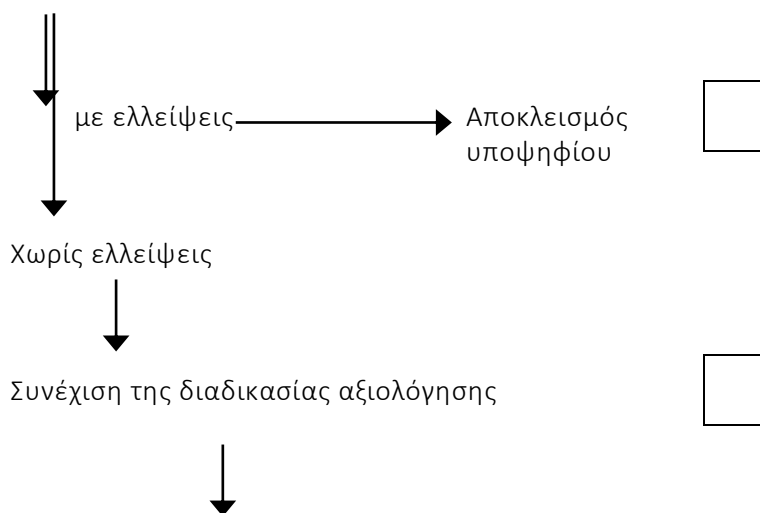 με ελλείψεις
Αποκλεισμός
υποψηφίου
Χωρίς ελλείψεις
Συνέχιση της διαδικασίας αξιολόγησης